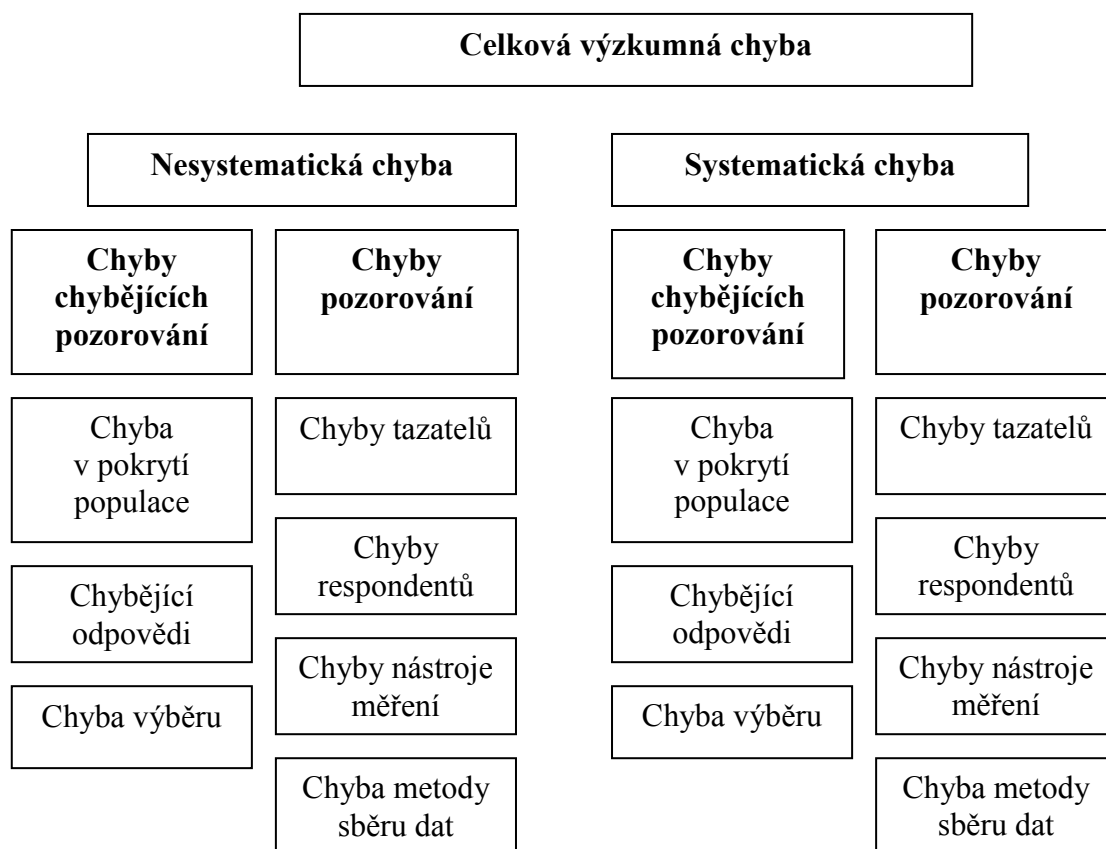 Celková výzkumná chyba
Nesystematická chyba
Systematická chyba
Chyby
chybějících
pozorování
Chyby
pozorování
Chyby
chybějících
pozorování
Chyby
pozorování
Chyba
v pokrytí
populace
Chyby tazatelů
Chyba
v pokrytí
populace
Chyby tazatelů
Chyby
respondentů
Chyby
respondentů
Chybějící
odpovědi
Chybějící
odpovědi
Chyby nástroje
měření
Chyby nástroje
měření
Chyba výběru
Chyba výběru
Chyba metody
sběru dat
Chyba metody
sběru dat